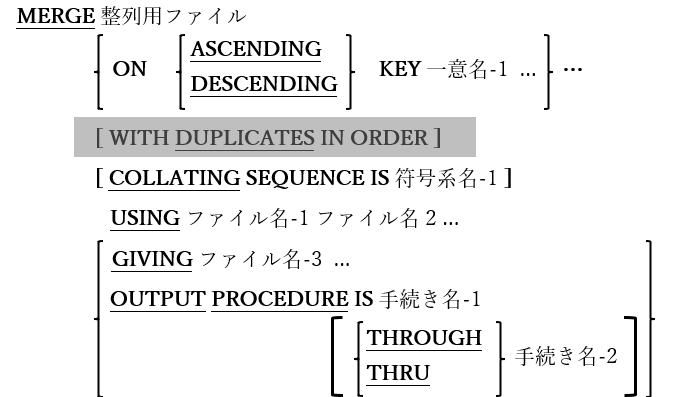 MERGE 整列用ファイル
ON ASCENDING KEY 一意名-1 … …
DESCENDING
[ WITH DUPLICATES IN ORDER ]
[ COLLATING SEQUENCE IS 符号系名-1 ]
USING ファイル名-1 ファイル名 2 …
GIVING ファイル名-3 …
OUTPUT PROCEDURE IS 手続き名-1
THROUGH 手続き名-2
THRU